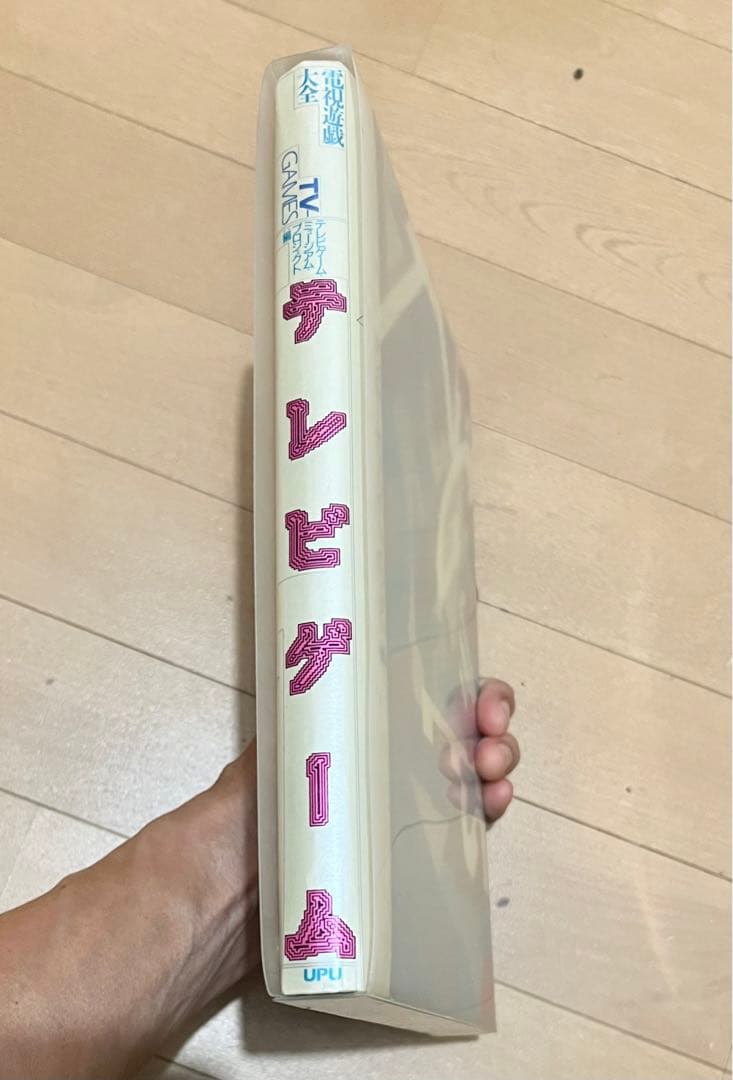 電視遊戯
大全
TV-
GAMES
テレビゲーム・
ミュージアム・
プロジェクト
編
テレビゲーム
UPU